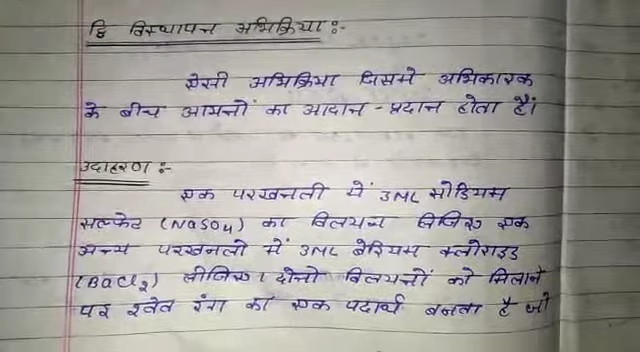 द्वि विस्थापन अभिक्रिया :-
ऐसी अभिक्रिया जिसमे अभिकारक
के बीच आयनों का आदान - प्रदान होता है।
उदाहरण :-
एक परखनली में 3ML सोडियम
सल्फेट (NaSO4) का विलयन लिजिए एक
अन्य परखनली में 3ML बेरियम क्लोराइड
(BaCl2) लीजिए। दोनो विलयनों को मिलाने
पर श्वेत रंग का एक पदार्थ बनता है जो